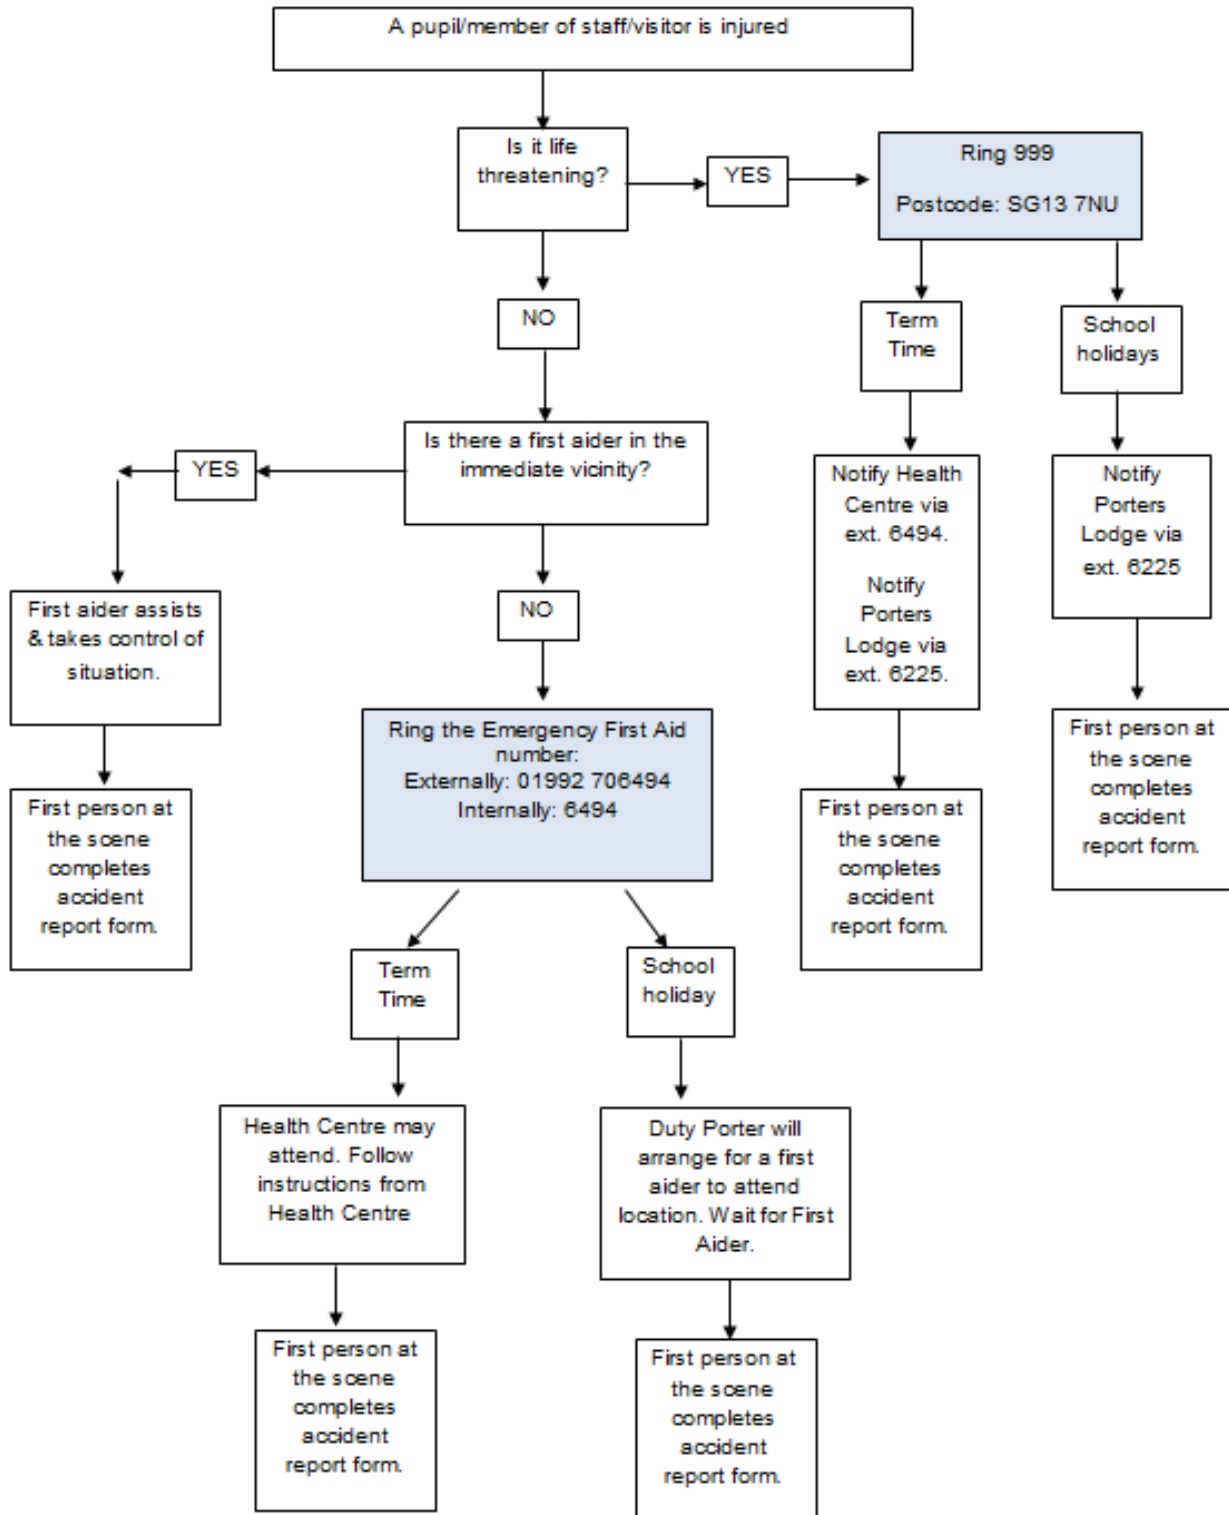 A pupil/member of staff/visitor is injured
Is it life
threatening?
YES
Ring 999
Postcode: SG13 7NU
NO
Term
Time
School
holidays
Is there a first aider in the
immediate vicinity?
YES
Notify Health
Centre via
ext. 6494.
Notify
Porters
Lodge via
ext. 6225.
Notify
Porters
Lodge via
ext. 6225
First aider assists
& takes control of
situation.
NO
Ring the Emergency First Aid
number:
Externally: 01992 706494
Internally: 6494
First person at
the scene
completes
accident
report form.
First person at
the scene
completes
accident
report form.
First person at
the scene
completes
accident
report form.
Term
Time
School
holiday
Health Centre may
attend. Follow
instructions from
Health Centre
Duty Porter will
arrange for a first
aider to attend
location. Wait for First
Aider.
First person at
the scene
completes
accident
report form.
First person at
the scene
completes
accident
report form.